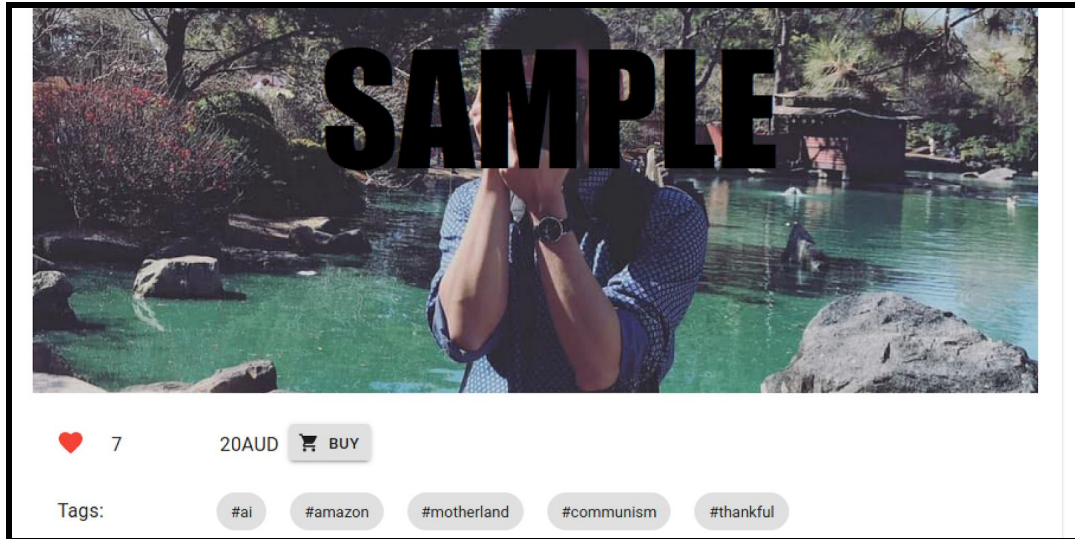 SAMPLE
7 20AUD BUY
Tags: #ai #amazon #motherland #communism #thankful